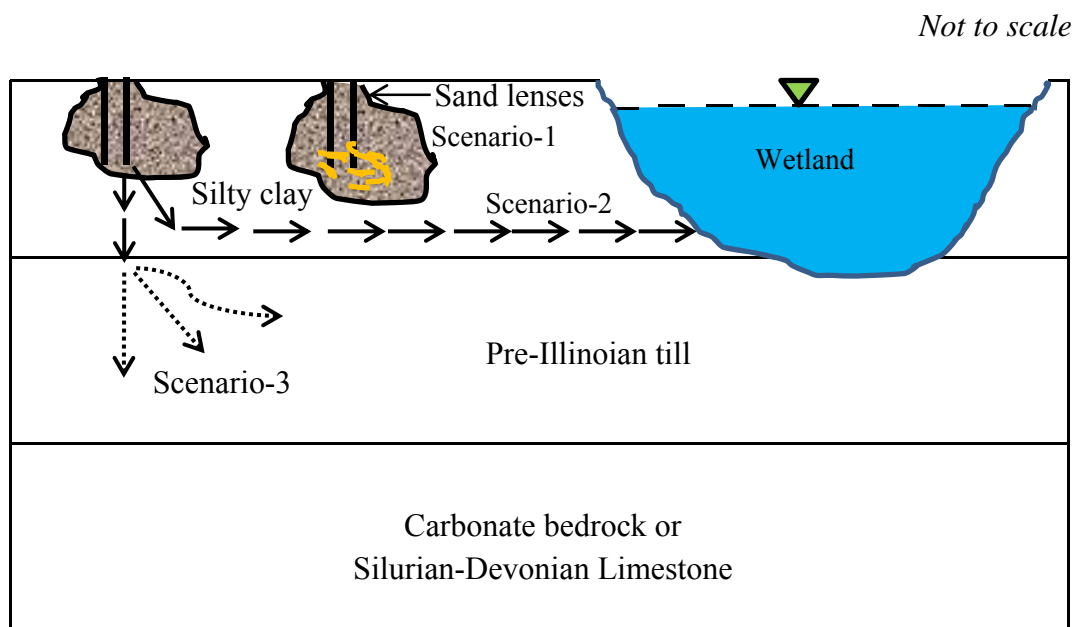 Not to scale
Sand lenses
Scenario-1
Wetland
Silty clay
Scenario-2
Pre-Illinoian till
Scenario-3
Carbonate bedrock or
Silurian-Devonian Limestone